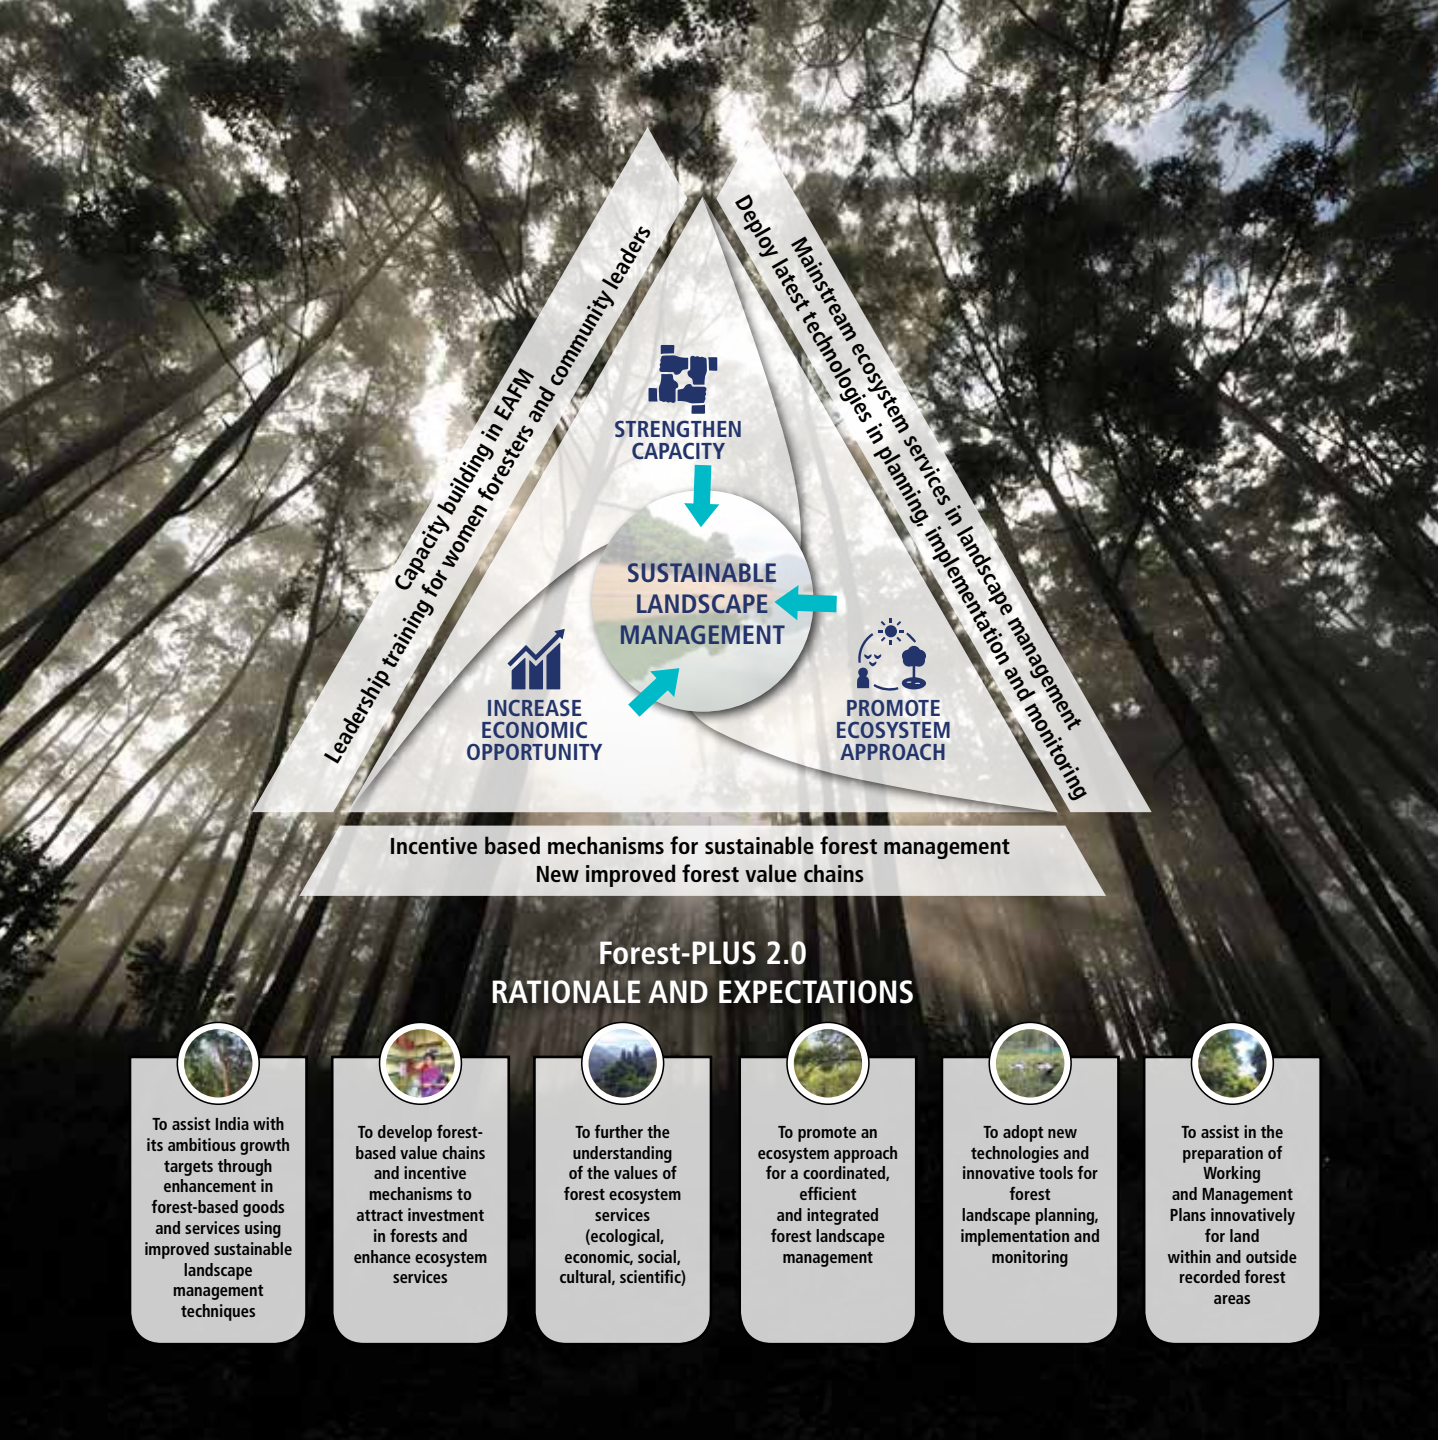 Capacity building in EAFM
Leadership training for women foresters and community leaders
Mainstream ecosystem services in landscape management
Deploy latest technologies in planning, implementation and monitoring
STRENGTHEN
CAPACITY
SUSTAINABLE
LANDSCAPE
MANAGEMENT
INCREASE
ECONOMIC
OPPORTUNITY
PROMOTE
ECOSYSTEM
APPROACH
Incentive based mechanisms for sustainable forest management
New improved forest value chains
Forest-PLUS 2.0
RATIONALE AND EXPECTATIONS
To assist India with
its ambitious growth
targets through
enhancement in
forest-based goods
and services using
improved sustainable
landscape
management
techniques
To develop forest-
based value chains
and incentive
mechanisms to
attract investment
in forests and
enhance ecosystem
services
To further the
understanding
of the values of
forest ecosystem
services
(ecological,
economic, social,
cultural, scientific)
To promote an
ecosystem approach
for a coordinated,
efficient
and integrated
forest landscape
management
To adopt new
technologies and
innovative tools for
forest
landscape planning,
implementation and
monitoring
To assist in the
preparation of
Working
and Management
Plans innovatively
for land
within and outside
recorded forest
areas